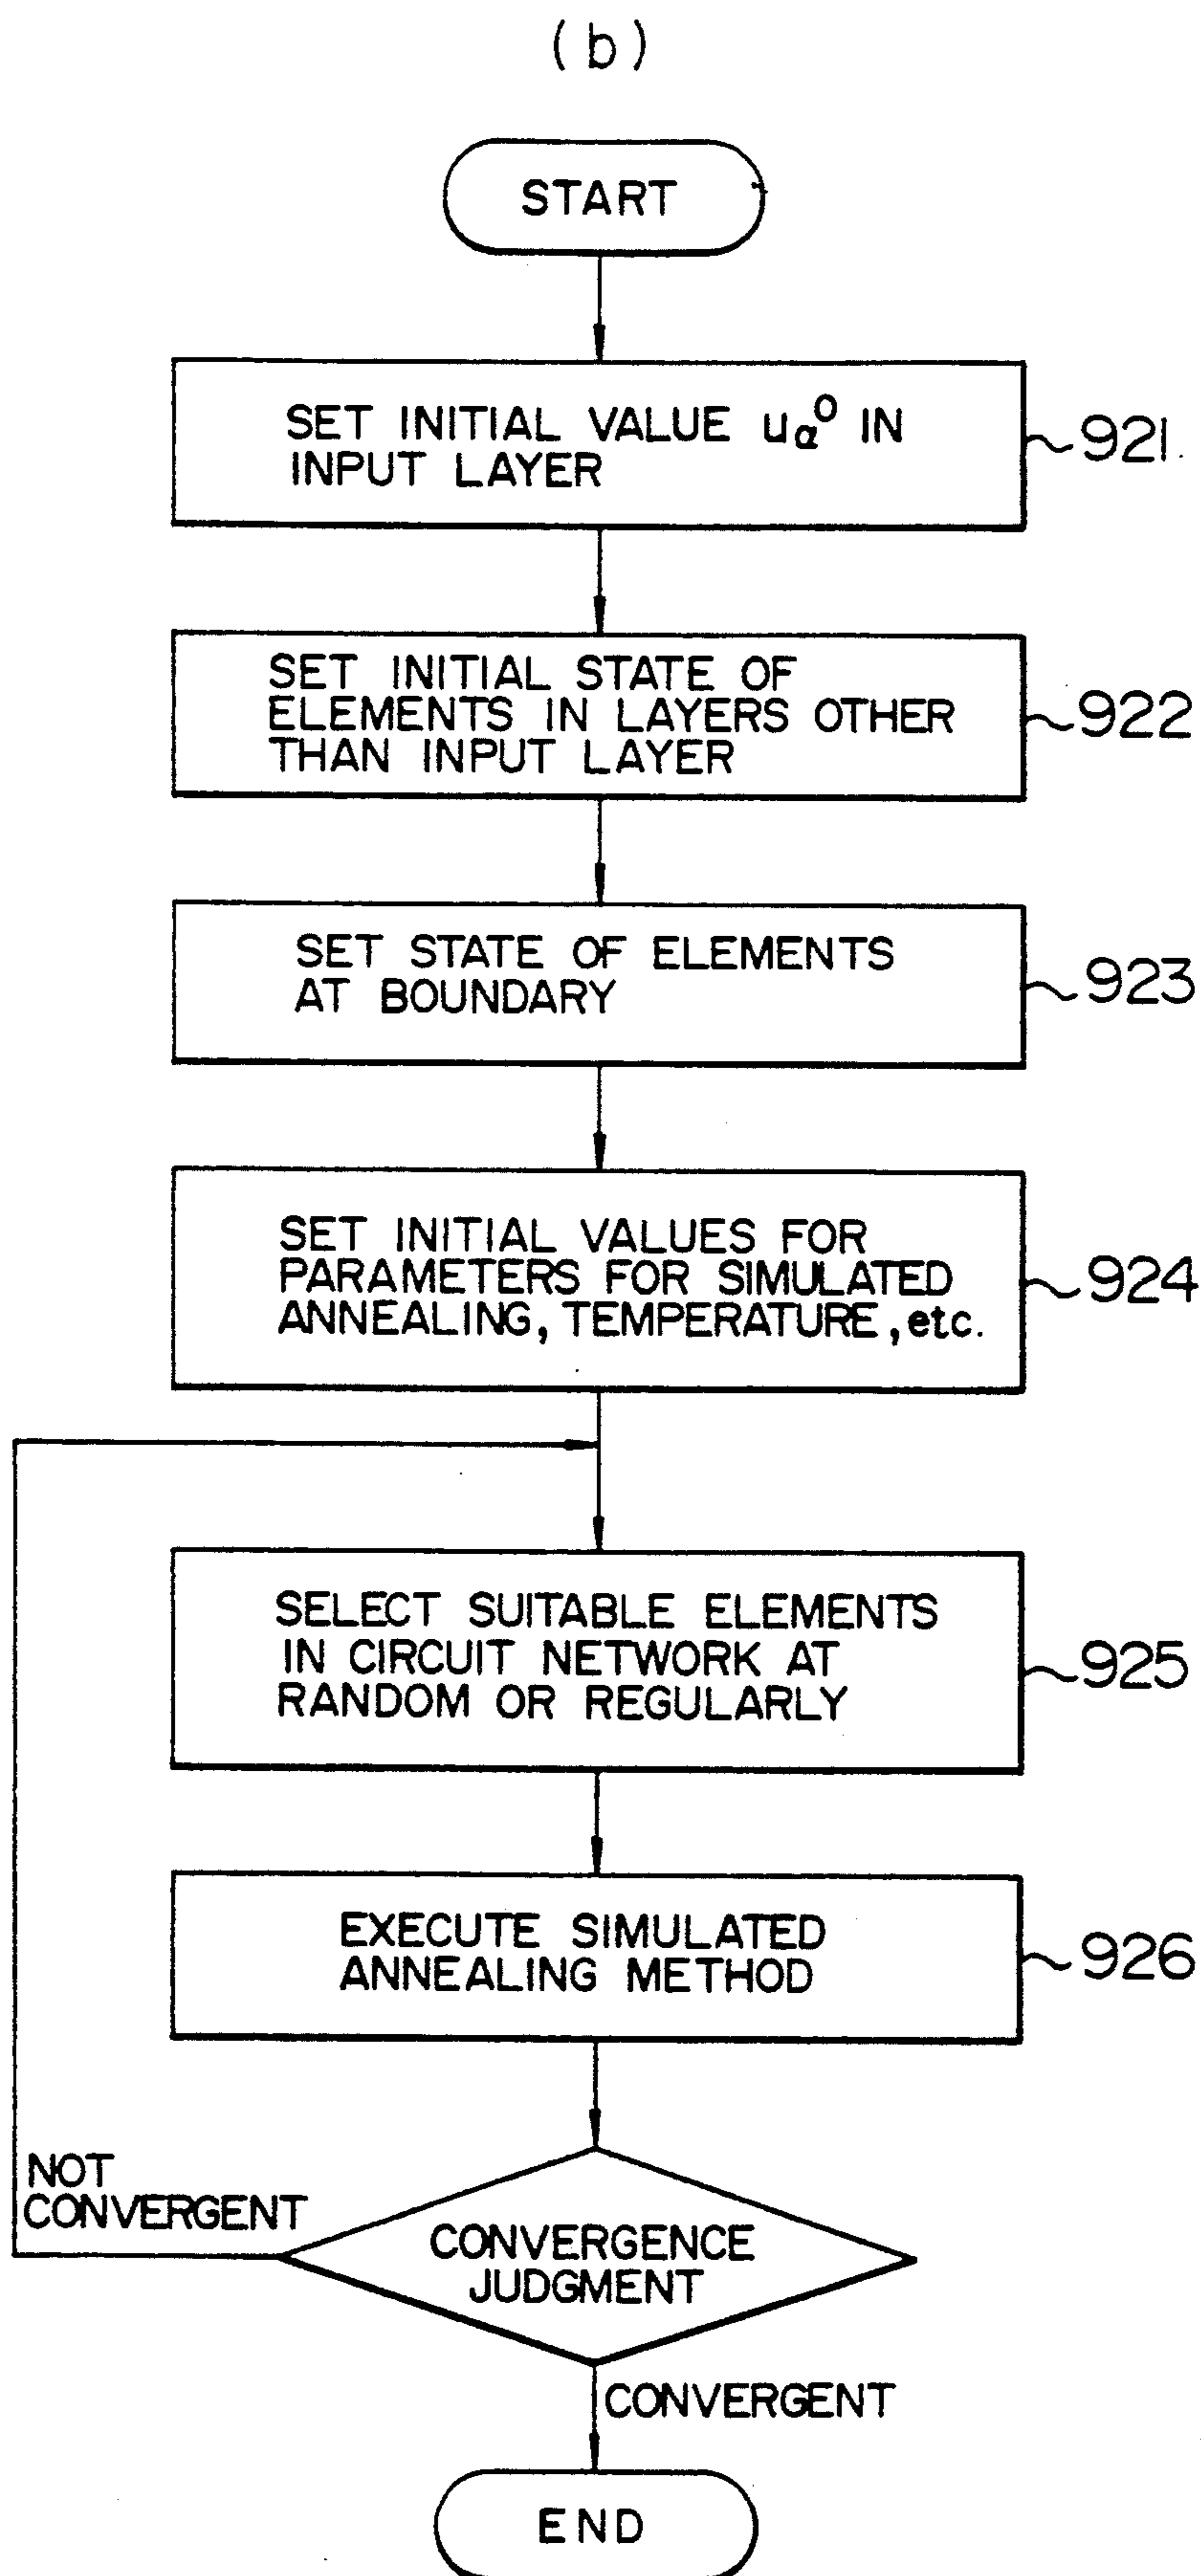 (b)
START
SET INITIAL VALUE uα⁰ IN
INPUT LAYER
921
SET INITIAL STATE OF
ELEMENTS IN LAYERS OTHER
THAN INPUT LAYER
922
SET STATE OF ELEMENTS
AT BOUNDARY
923
SET INITIAL VALUES FOR
PARAMETERS FOR SIMULATED
ANNEALING, TEMPERATURE, etc.
924
SELECT SUITABLE ELEMENTS
IN CIRCUIT NETWORK AT
RANDOM OR REGULARLY
925
EXECUTE SIMULATED
ANNEALING METHOD
926
NOT
CONVERGENT
CONVERGENCE
JUDGMENT
CONVERGENT
END